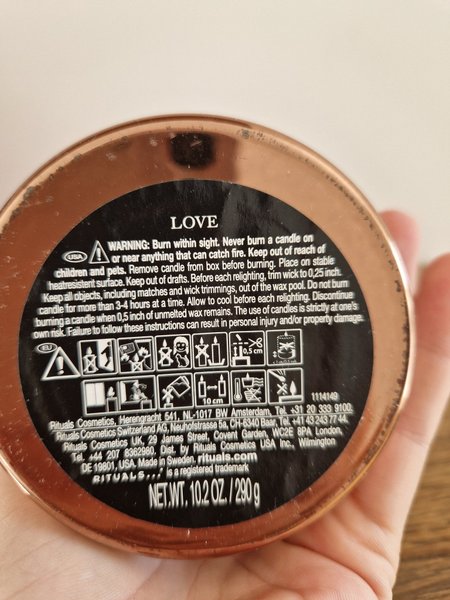 LOVE
USA WARNING: Burn within sight. Never burn a candle on
or near anything that can catch fire. Keep out of reach of
children and pets. Remove candle from box before burning. Place on stable
heatresistent surface. Keep out of drafts. Before each relighting, trim wick to 0,25 inch.
Keep all objects, including matches and wick trimmings, out of the wax pool. Do not burn
candle for more than 3-4 hours at a time. Allow to cool before each relighting. Discontinue
burning a candle when 0,5 inch of unmelted wax remains. The use of candles is strictly at one's
own risk. Failure to follow these instructions can result in personal injury and/or property damage.
EU
0,5 cm
10 cm
1114149
Rituals Cosmetics, Herengracht 541, NL-1017 BW Amsterdam, Tel. +31 20 333 9100.
Rituals Cosmetics Switzerland AG, Neuhofstrasse 5b, CH-6340 Baar, Tel +41 43 243 77 44.
Rituals Cosmetics UK, 29 James Street, Covent Garden, WC2E 8PA London,
Tel. +44 207 8362980. Dist. by Rituals Cosmetics USA Inc., Wilmington
DE 19801, USA. Made in Sweden. rituals.com
RITUALS... is a registered trademark
NET.WT. 10.2 OZ. / 290g